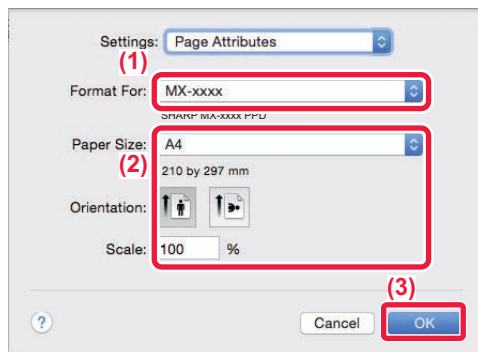 Settings: Page Attributes
(1)
Format For: MX-xxxx
SHARP MX-xxxx PPD
Paper Size: A4
(2)
210 by 297 mm
Orientation:
Scale: 100 %
(3)
? Cancel OK